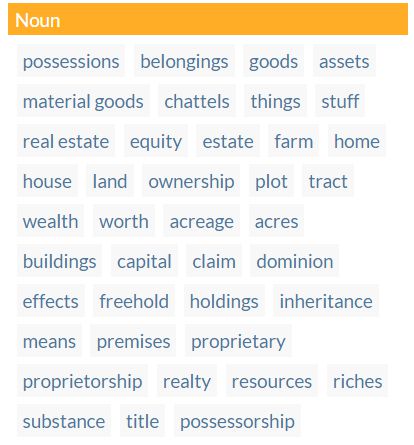 Noun
possessions belongings goods assets
material goods chattels things stuff
real estate equity estate farm home
house land ownership plot tract
wealth worth acreage acres
buildings capital claim dominion
effects freehold holdings inheritance
means premises proprietary
proprietorship realty resources riches
substance title possessorship